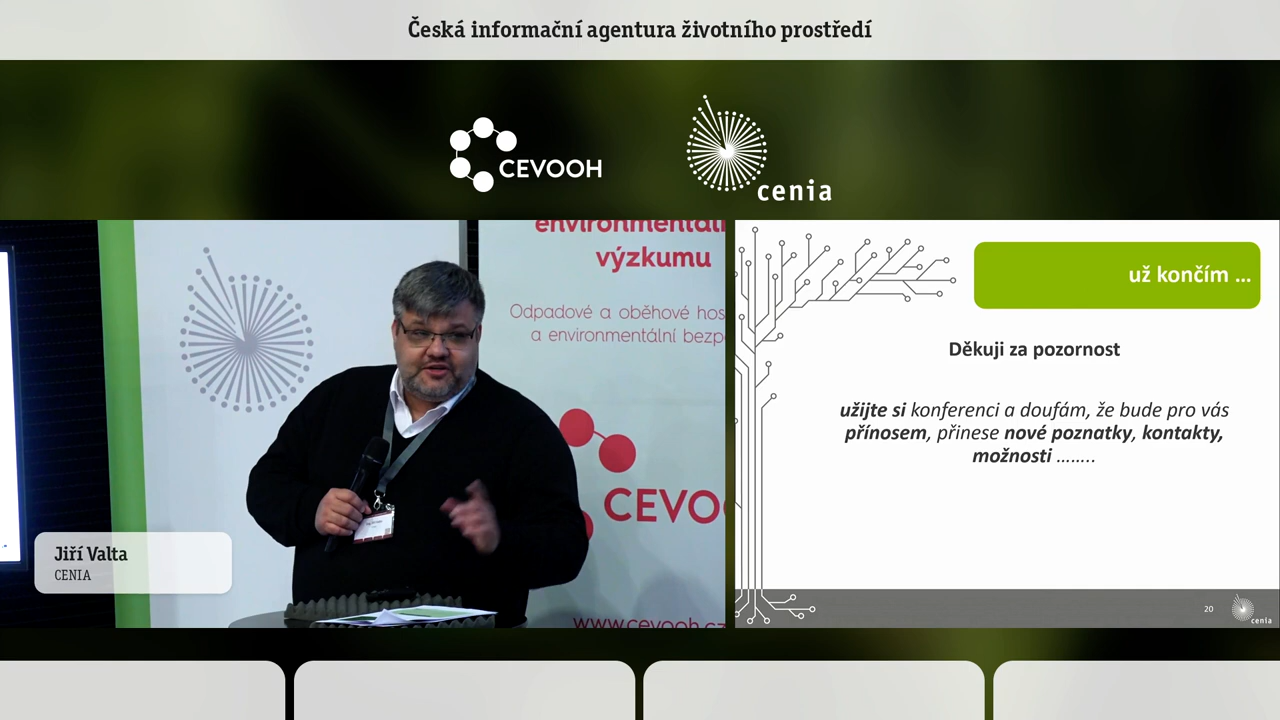 Česká informační agentura životního prostředí
CEVOOH
cenia
environmentál
výzkumu
Odpadové a oběhové hos
a environmentální bezp
CEVO
www.cevooh.cz
Jiří Valta
CENIA
už končím ...
Děkuji za pozornost
užijte si konferenci a doufám, že bude pro vás
přínosem, přinese nové poznatky, kontakty,
možnosti ……..
20
cenia